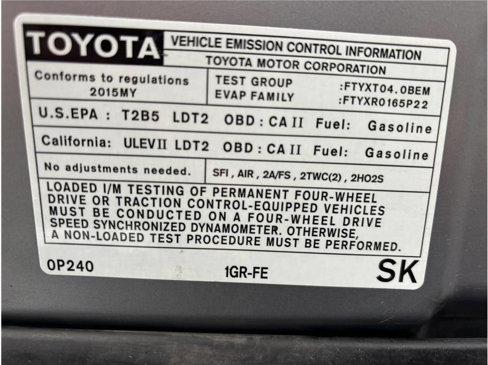 TOYOTA VEHICLE EMISSION CONTROL INFORMATION
TOYOTA MOTOR CORPORATION
Conforms to regulations
2015MY
TEST GROUP :FTYXT04.0BEM
EVAP FAMILY :FTYXR0165P22
U.S.EPA : T2B5 LDT2 OBD : CA II Fuel: Gasoline
California: ULEVII LDT2 OBD : CA II Fuel: Gasoline
No adjustments needed. SFI , AIR , 2A/FS , 2TWC(2) , 2HO2S
LOADED I/M TESTING OF PERMANENT FOUR-WHEEL
DRIVE OR TRACTION CONTROL-EQUIPPED VEHICLES
MUST BE CONDUCTED ON A FOUR-WHEEL DRIVE
SPEED SYNCHRONIZED DYNAMOMETER. OTHERWISE,
A NON-LOADED TEST PROCEDURE MUST BE PERFORMED.
0P240 1GR-FE SK